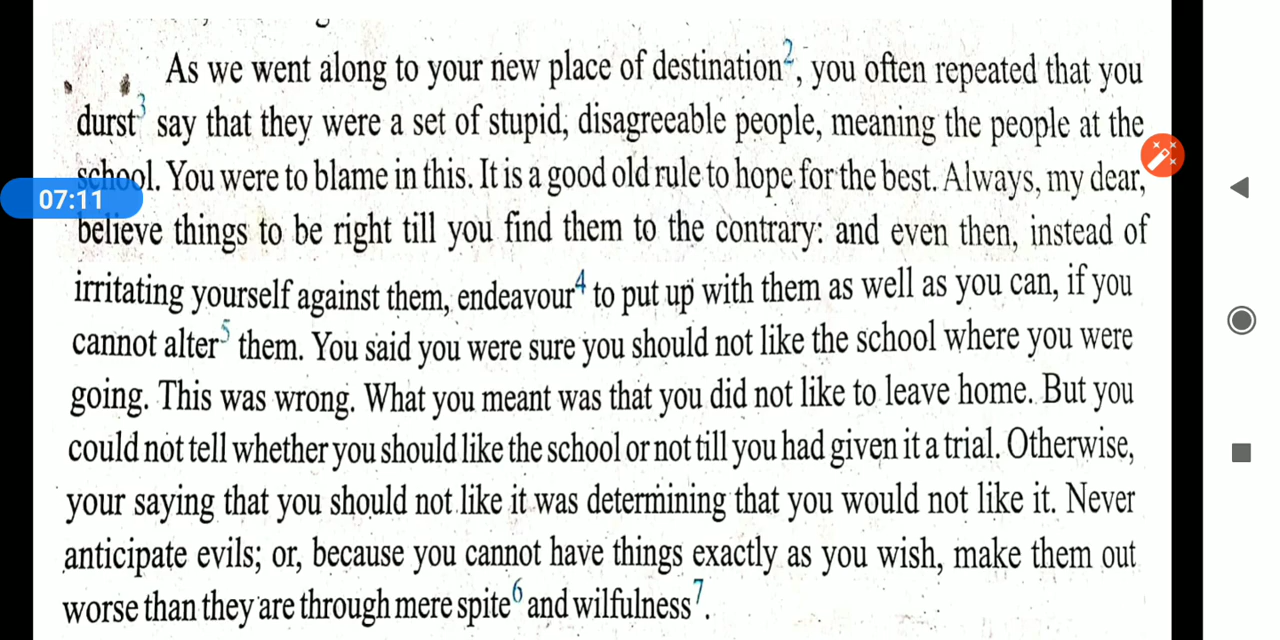 As we went along to your new place of destination², you often repeated that you
durst³ say that they were a set of stupid, disagreeable people, meaning the people at the
school. You were to blame in this. It is a good old rule to hope for the best. Always, my dear,
07:11
believe things to be right till you find them to the contrary: and even then, instead of
irritating yourself against them, endeavour⁴ to put up with them as well as you can, if you
cannot alter⁵ them. You said you were sure you should not like the school where you were
going. This was wrong. What you meant was that you did not like to leave home. But you
could not tell whether you should like the school or not till you had given it a trial. Otherwise,
your saying that you should not like it was determining that you would not like it. Never
anticipate evils; or, because you cannot have things exactly as you wish, make them out
worse than they are through mere spite⁶ and wilfulness⁷.